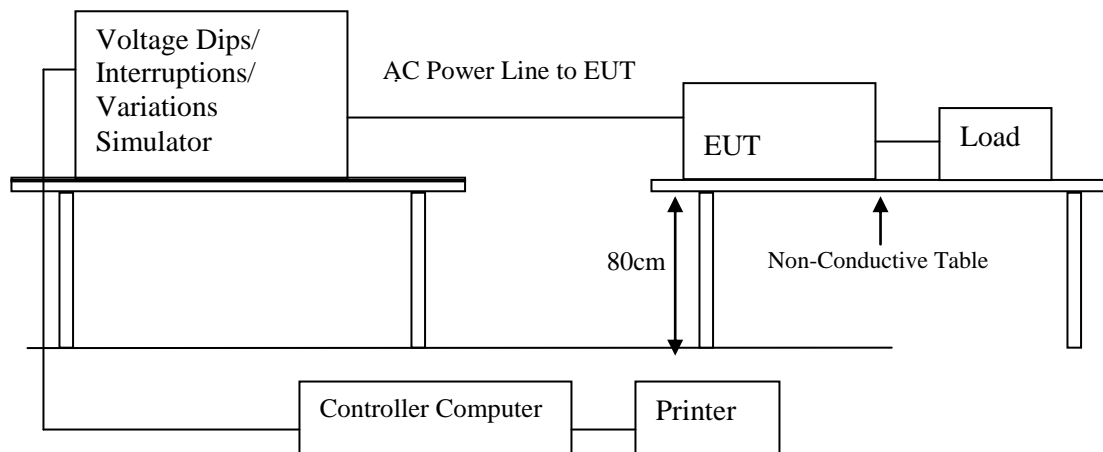 Voltage Dips/
Interruptions/
Variations
Simulator
AC Power Line to EUT
EUT
Load
80cm
Non-Conductive Table
Controller Computer
Printer